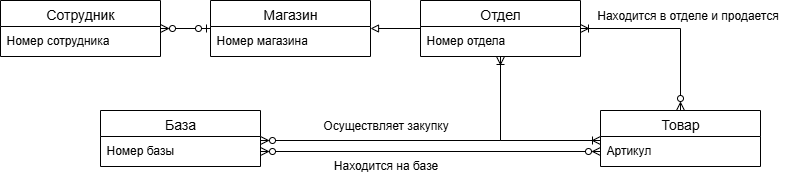 Сотрудник
Номер сотрудника
Магазин
Номер магазина
Отдел
Номер отдела
Находится в отделе и продается
База
Номер базы
Осуществляет закупку
Находится на базе
Товар
Артикул